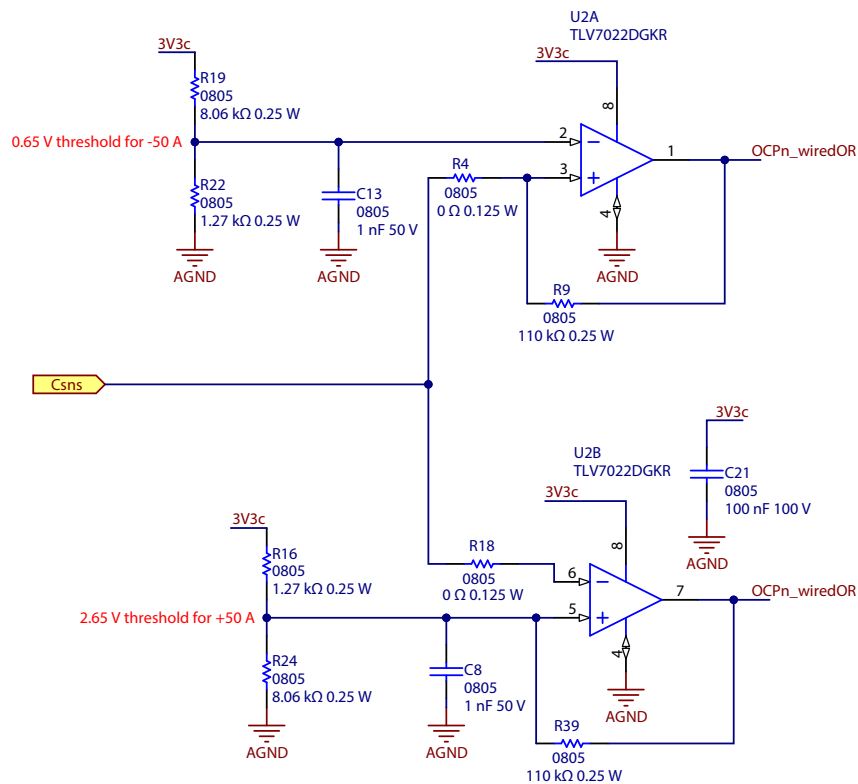 U2A
TLV7022DGKR
3V3c
3V3c
R19
0805
8.06 kΩ 0.25 W
8
0.65 V threshold for -50 A
2
1
OCPn_wiredOR
R4
3
0805
0 Ω 0.125 W
R22
0805
1.27 kΩ 0.25 W
C13
0805
1 nF 50 V
4
AGND
AGND
AGND
R9
0805
110 kΩ 0.25 W
Csns
3V3c
U2B
TLV7022DGKR
C21
0805
100 nF 100 V
3V3c
3V3c
8
R18
AGND
R16
0805
1.27 kΩ 0.25 W
0805
0 Ω 0.125 W
6
7
OCPn_wiredOR
5
2.65 V threshold for +50 A
4
R24
0805
8.06 kΩ 0.25 W
C8
0805
1 nF 50 V
AGND
AGND
AGND
R39
0805
110 kΩ 0.25 W